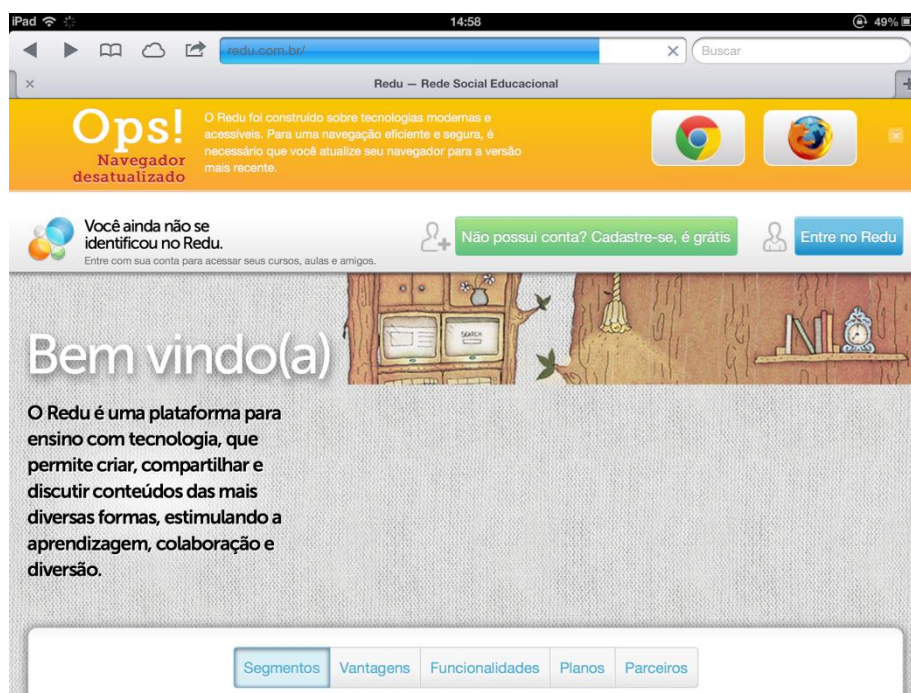 iPad
14:58
49%
redu.com.br/
Buscar
Redu — Rede Social Educacional
Ops!
Navegador
desatualizado
O Redu foi construído sobre tecnologias modernas e
acessíveis. Para uma navegação eficiente e segura, é
necessário que você atualize seu navegador para a versão
mais recente.
Você ainda não se
identificou no Redu.
Entre com sua conta para acessar seus cursos, aulas e amigos.
Não possui conta? Cadastre-se, é grátis
Entre no Redu
Bem vindo(a)
SEARCH
O Redu é uma plataforma para
ensino com tecnologia, que
permite criar, compartilhar e
discutir conteúdos das mais
diversas formas, estimulando a
aprendizagem, colaboração e
diversão.
Segmentos
Vantagens
Funcionalidades
Planos
Parceiros